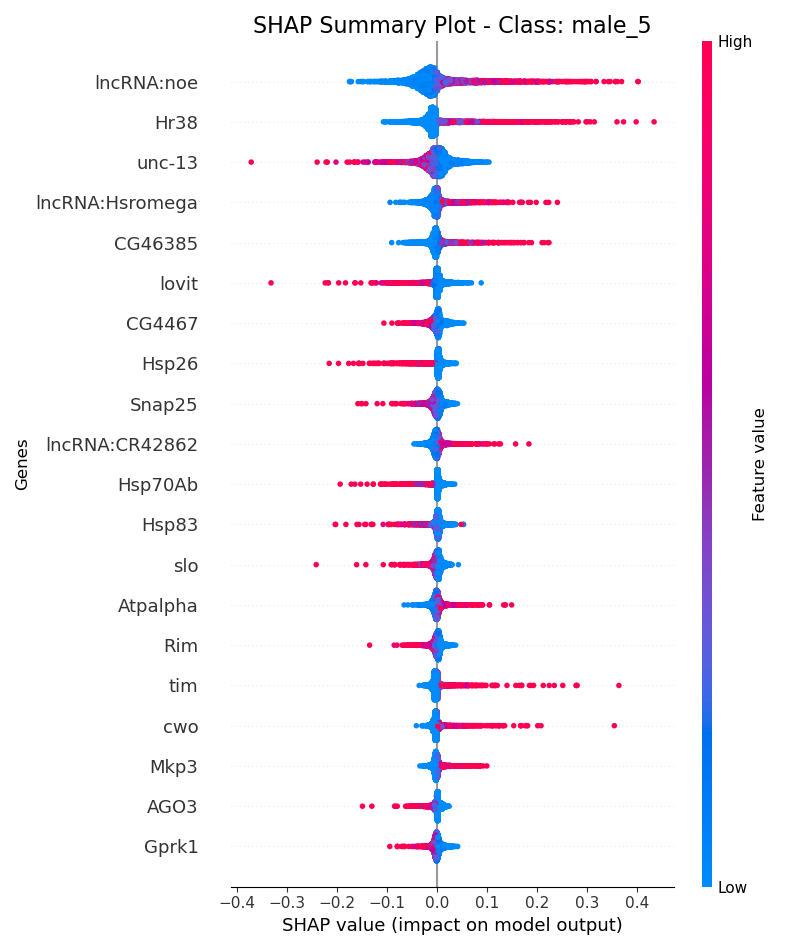 SHAP Summary Plot - Class: male_5
High
lncRNA:noe
Hr38
unc-13
lncRNA:Hsromega
CG46385
lovit
CG4467
Hsp26
Snap25
lncRNA:CR42862
Hsp70Ab
Hsp83
slo
Atpalpha
Rim
tim
cwo
Mkp3
AGO3
Gprk1
Genes
Feature value
Low
−0.4 −0.3 −0.2 −0.1 0.0 0.1 0.2 0.3 0.4
SHAP value (impact on model output)